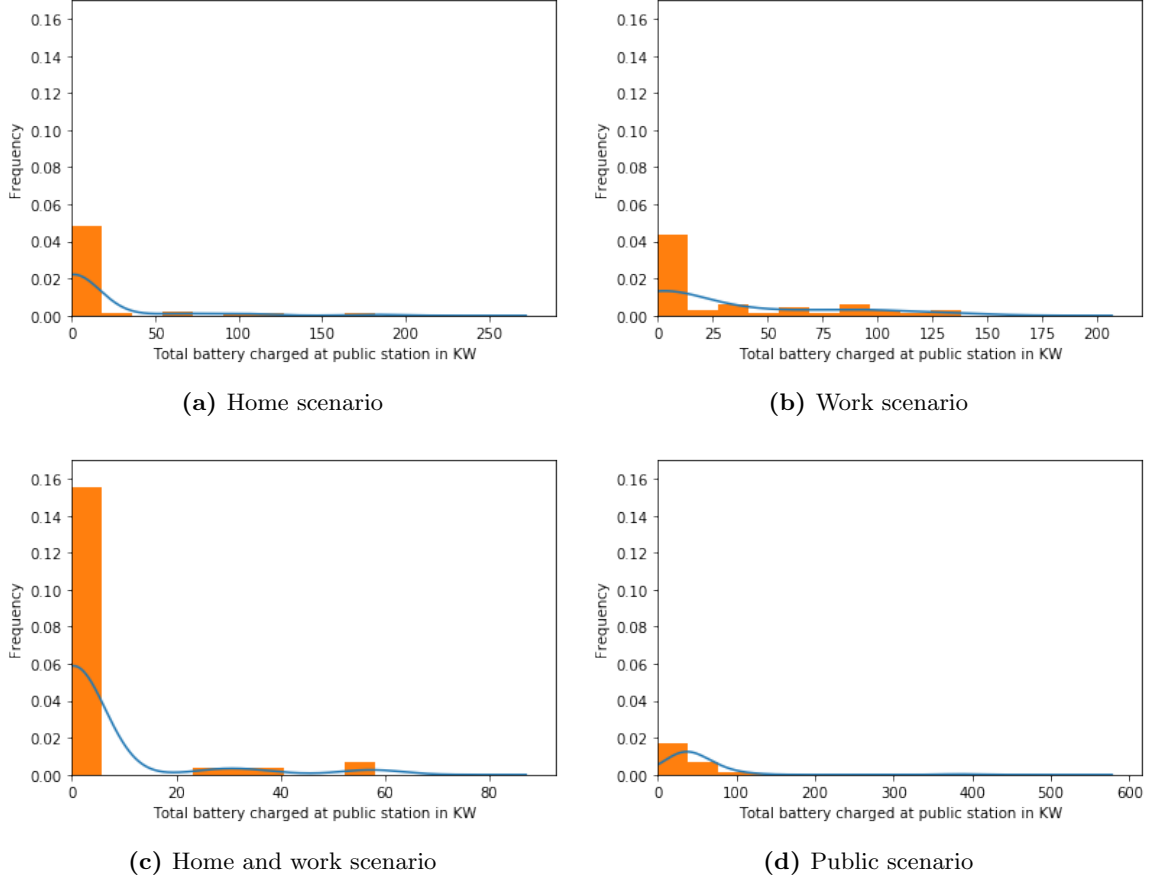 0.16
0.14
0.12
0.10
0.08
0.06
0.04
0.02
0.00
Frequency
0 50 100 150 200 250
Total battery charged at public station in KW
(a) Home scenario
0.16
0.14
0.12
0.10
0.08
0.06
0.04
0.02
0.00
Frequency
0 25 50 75 100 125 150 175 200
Total battery charged at public station in KW
(b) Work scenario
0.16
0.14
0.12
0.10
0.08
0.06
0.04
0.02
0.00
Frequency
0 20 40 60 80
Total battery charged at public station in KW
(c) Home and work scenario
0.16
0.14
0.12
0.10
0.08
0.06
0.04
0.02
0.00
Frequency
0 100 200 300 400 500 600
Total battery charged at public station in KW
(d) Public scenario